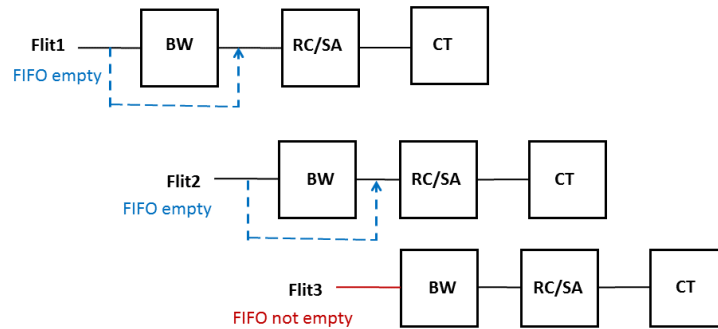 Flit1 BW RC/SA CT
FIFO empty
Flit2 BW RC/SA CT
FIFO empty
Flit3 BW RC/SA CT
FIFO not empty